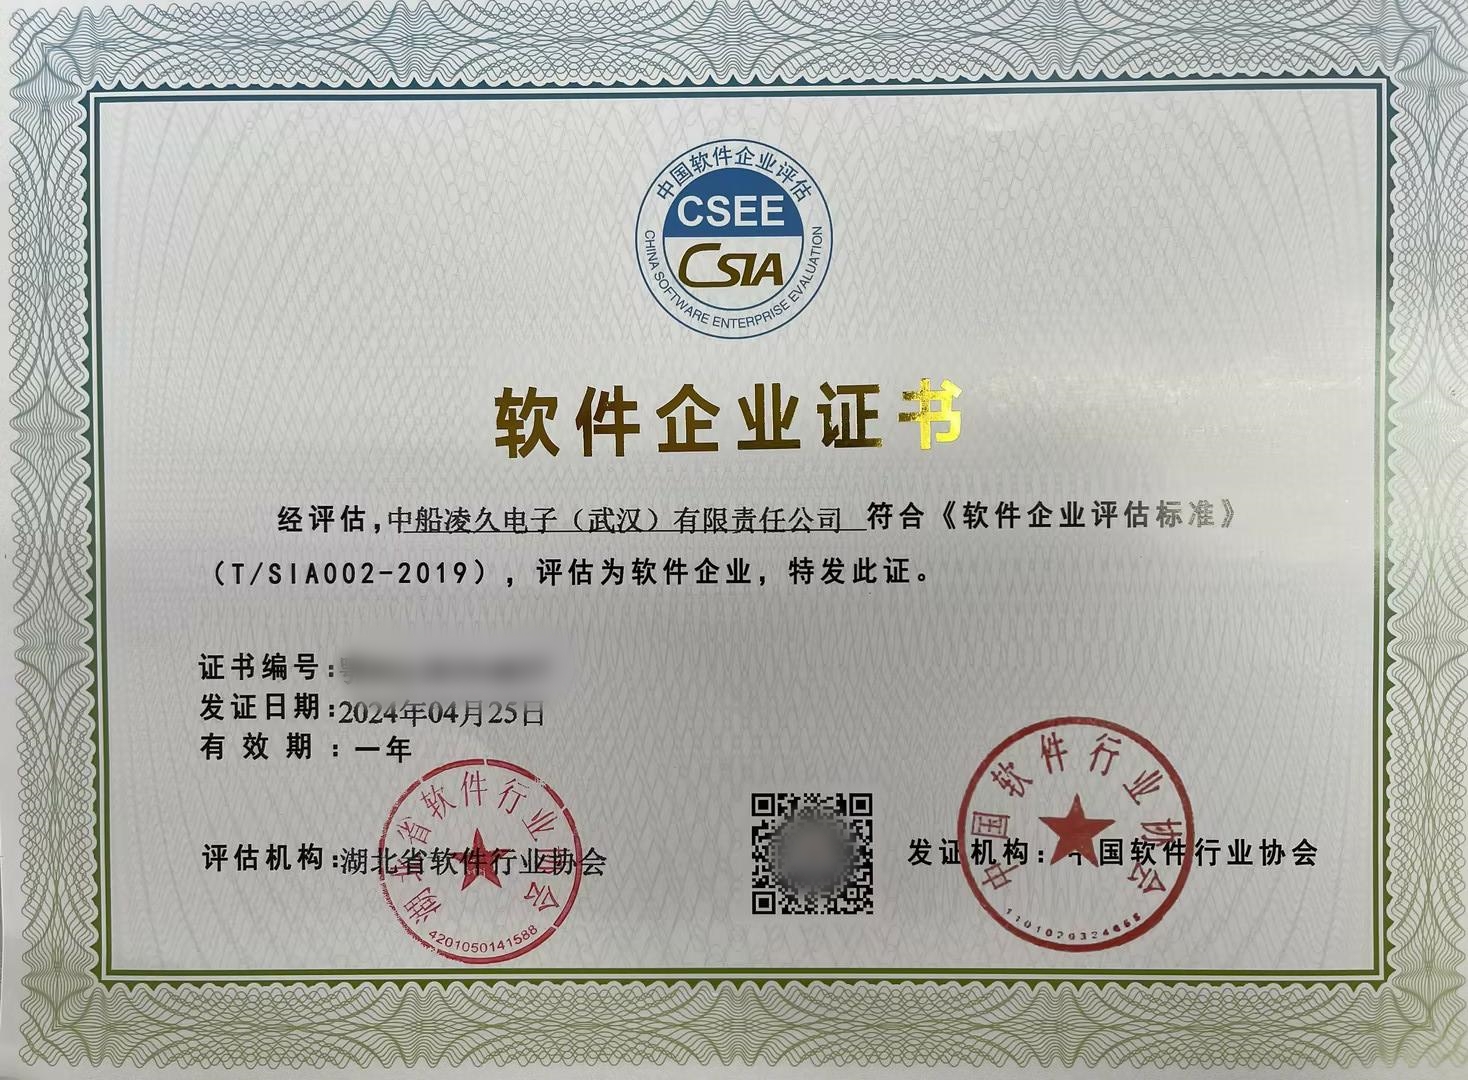 中国软件企业评估
CSEE
CSIA
CHINA SOFTWARE ENTERPRISE EVALUATION
软件企业证书
经评估,中船凌久电子（武汉）有限责任公司 符合《软件企业评估标准》
（T/SIA002-2019），评估为软件企业，特发此证。
证书编号:
发证日期:2024年04月25日
有效期:一年
评估机构:湖北省软件行业协会
湖北省软件行业协会
4201050141588
发证机构:中国软件行业协会
中国软件行业协会